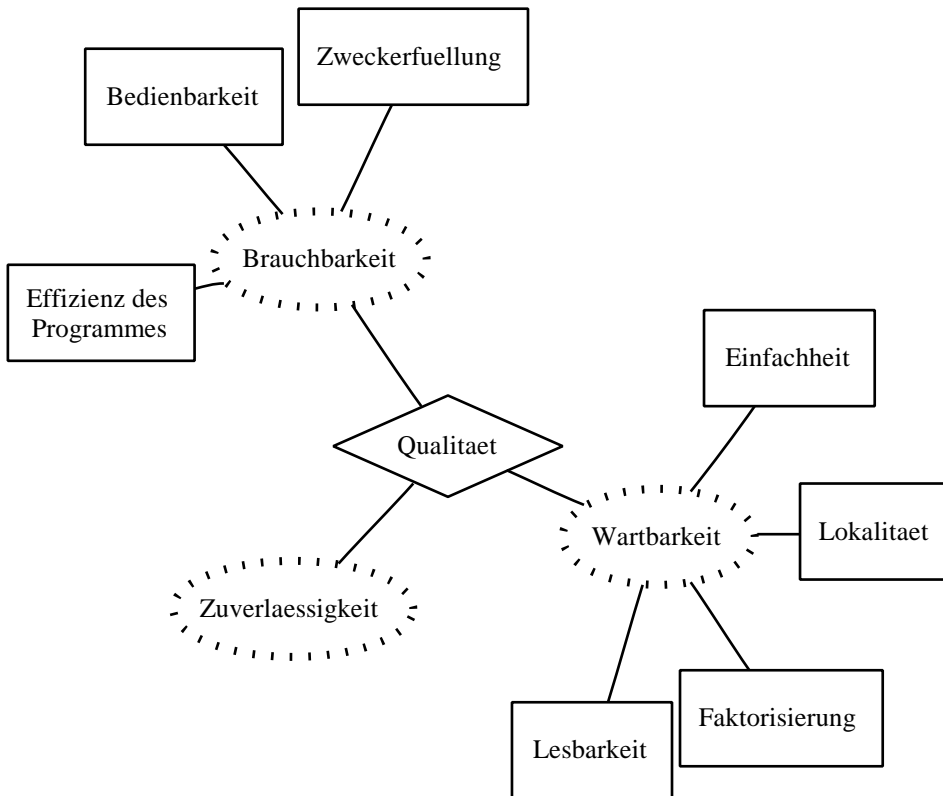 Zweckerfuellung
Bedienbarkeit
Brauchbarkeit
Effizienz des
Programmes
Einfachheit
Qualitaet
Wartbarkeit
Lokalitaet
Zuverlaessigkeit
Faktorisierung
Lesbarkeit